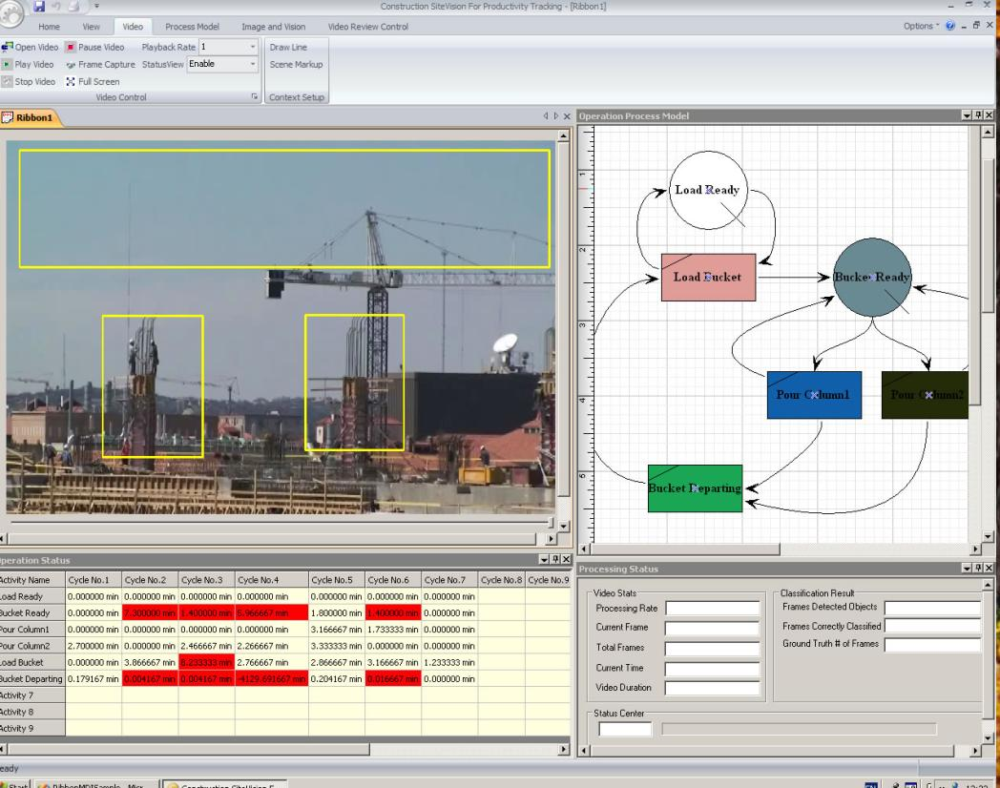 Construction SiteVision For Productivity Tracking - [Ribbon1]
Home View Video Process Model Image and Vision Video Review Control Options
Open Video Pause Video Playback Rate 1 Draw Line
Play Video Frame Capture StatusView Enable Scene Markup
Stop Video Full Screen
Video Control Context Setup
Ribbon1
Operation Process Model
1
2
3
4
5
Load Ready
Load Bucket
Bucket Ready
Pour Column1
Pour Column2
Bucket Departing
Operation Status
Activity Name Cycle No.1 Cycle No.2 Cycle No.3 Cycle No.4 Cycle No.5 Cycle No.6 Cycle No.7 Cycle No.8 Cycle No.9
Load Ready 0.000000 min 0.000000 min 0.000000 min 0.000000 min 0.000000 min 0.000000 min 0.000000 min
Bucket Ready 0.000000 min 7.300000 min 1.400000 min 8.966667 min 1.800000 min 1.400000 min 0.000000 min
Pour Column1 0.000000 min 0.000000 min 0.000000 min 0.000000 min 3.166667 min 1.733333 min 0.000000 min
Pour Column2 2.700000 min 0.000000 min 2.466667 min 2.266667 min 3.333333 min 0.000000 min 0.000000 min
Load Bucket 0.000000 min 3.866667 min 8.233333 min 2.766667 min 2.866667 min 3.166667 min 1.233333 min
Bucket Departing 0.179167 min 0.004167 min 0.004167 min -4129.691667 min 0.204167 min 0.016667 min 0.000000 min
Activity 7
Activity 8
Activity 9
Processing Status
Video Stats
Processing Rate
Current Frame
Total Frames
Current Time
Video Duration
Classification Result
Frames Detected Objects
Frames Correctly Classified
Ground Truth # of Frames
Status Center
Ready
Start RibbonMDISample - Micr... Construction SiteVision F... EN